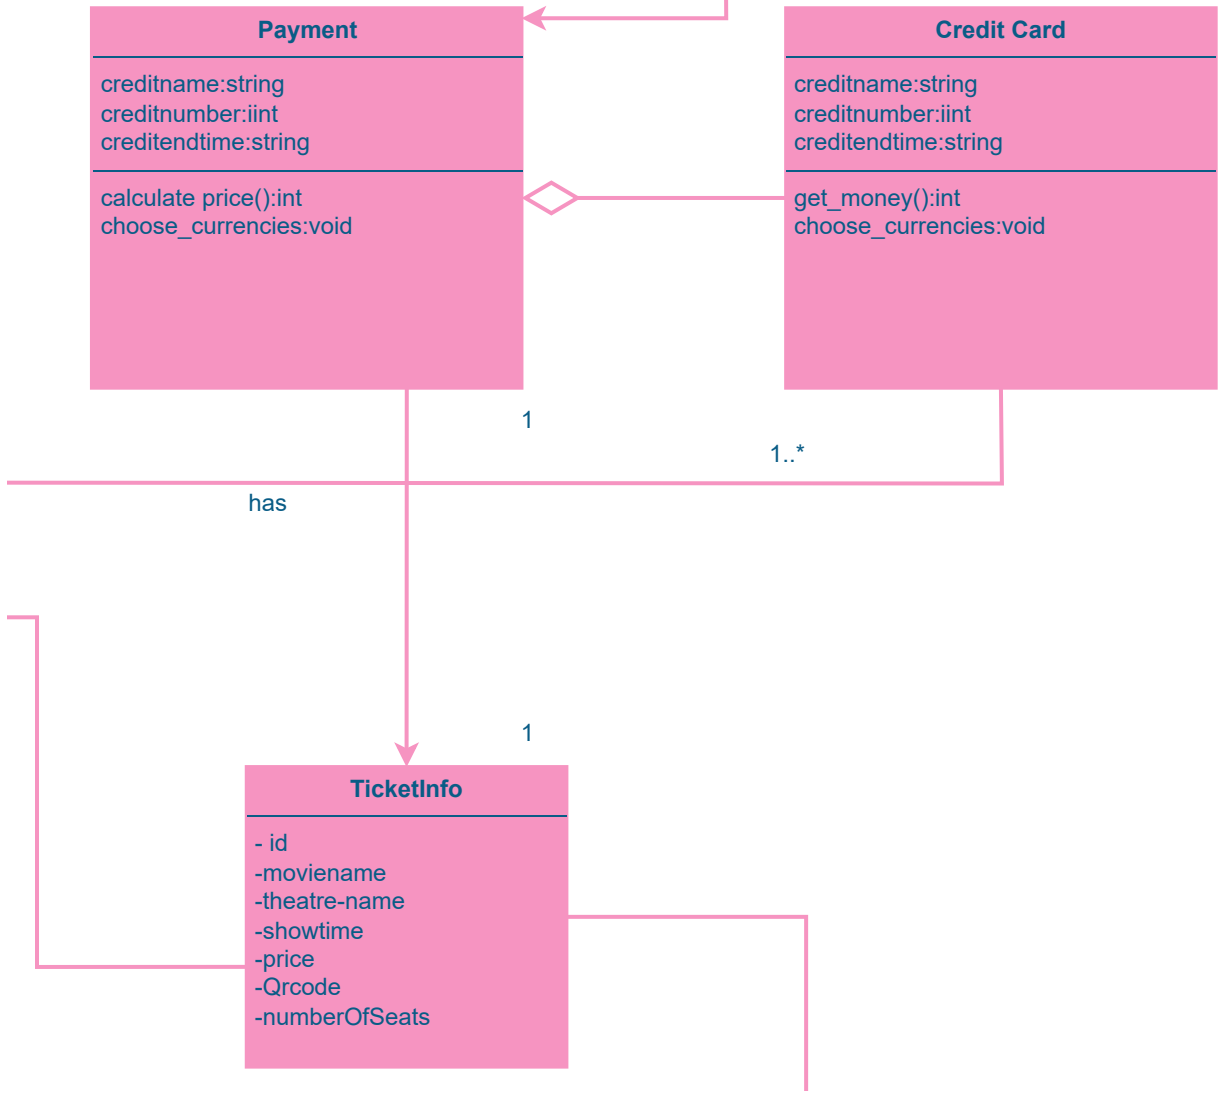 Payment
creditname:string
creditnumber:iint
creditendtime:string
calculate price():int
choose_currencies:void
Credit Card
creditname:string
creditnumber:iint
creditendtime:string
get_money():int
choose_currencies:void
1
1..*
has
1
TicketInfo
- id
-moviename
-theatre-name
-showtime
-price
-Qrcode
-numberOfSeats